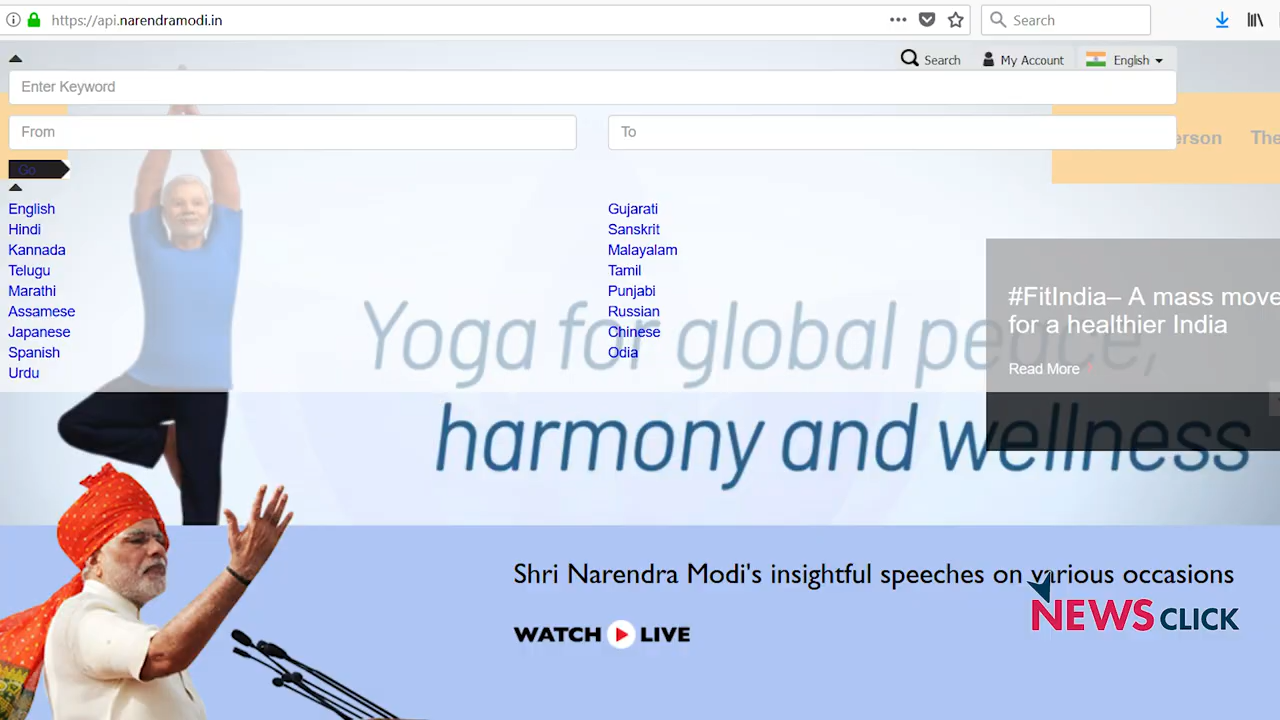 https://api.narendramodi.in
Search
Search
My Account
English
Enter Keyword
From
To
erson
The
Go
English
Gujarati
Hindi
Sanskrit
Kannada
Malayalam
Telugu
Tamil
Marathi
Punjabi
Assamese
Russian
Japanese
Chinese
Spanish
Odia
Urdu
#FitIndia– A mass move
for a healthier India
Read More
Yoga for global peace,
harmony and wellness
Shri Narendra Modi's insightful speeches on various occasions
WATCH LIVE
NEWSCLICK